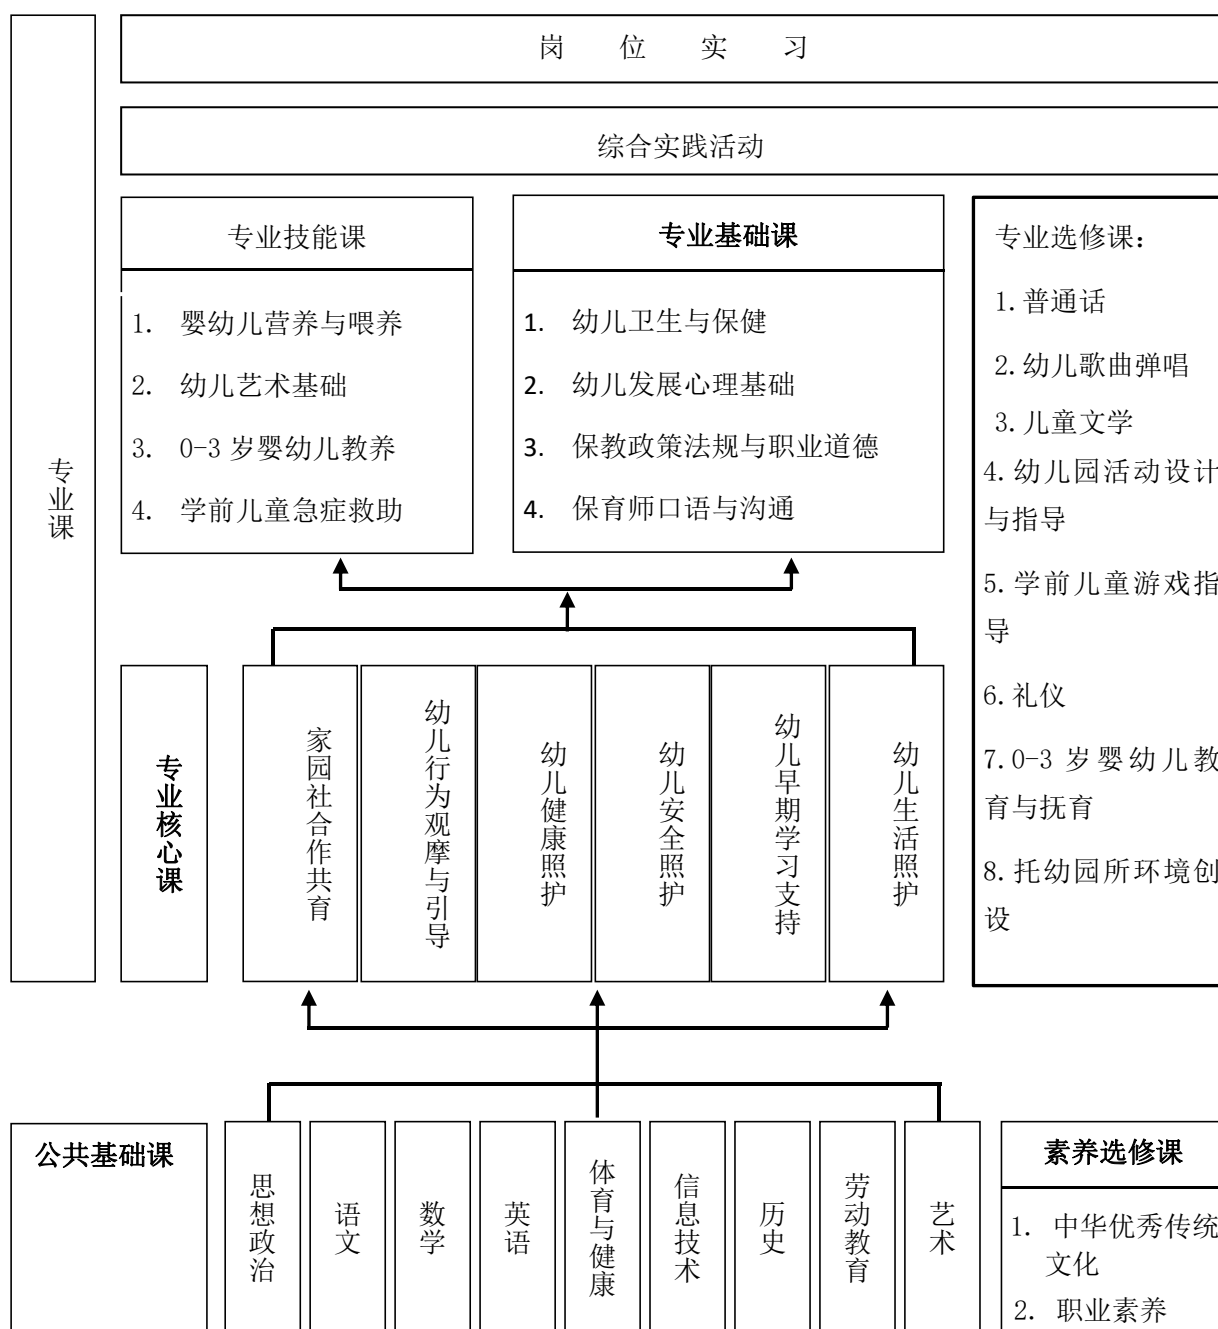 专业课
岗位实习
综合实践活动
专业技能课
1. 婴幼儿营养与喂养
2. 幼儿艺术基础
3. 0-3 岁婴幼儿教养
4. 学前儿童急症救助
专业基础课
1. 幼儿卫生与保健
2. 幼儿发展心理基础
3. 保教政策法规与职业道德
4. 保育师口语与沟通
专业选修课：
1.普通话
2.幼儿歌曲弹唱
3.儿童文学
4.幼儿园活动设计
与指导
5.学前儿童游戏指
导
6.礼仪
7.0-3 岁婴幼儿教
育与抚育
8.托幼园所环境创
设
专业核心课
家园社合作共育
幼儿行为观摩与引导
幼儿健康照护
幼儿安全照护
幼儿早期学习支持
幼儿生活照护
公共基础课
思想政治
语文
数学
英语
体育与健康
信息技术
历史
劳动教育
艺术
素养选修课
1. 中华优秀传统
文化
2. 职业素养